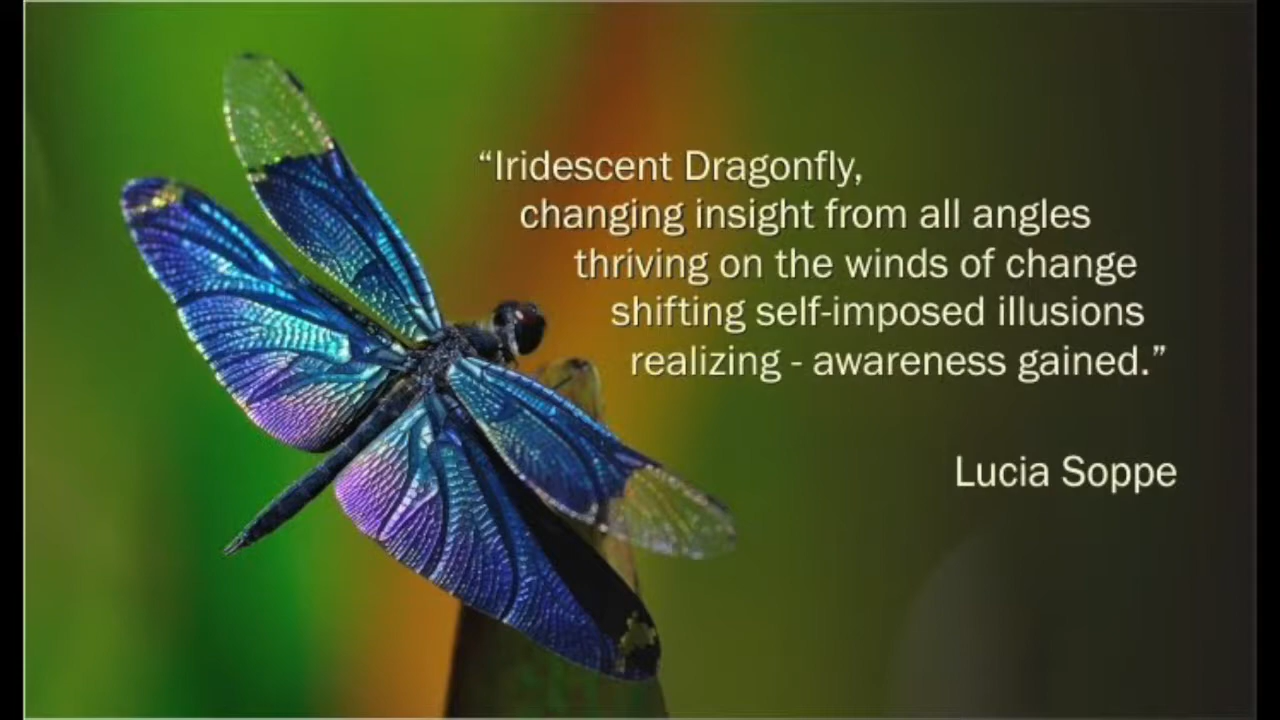 “Iridescent Dragonfly,
changing insight from all angles
thriving on the winds of change
shifting self-imposed illusions
realizing - awareness gained.”
Lucia Soppe